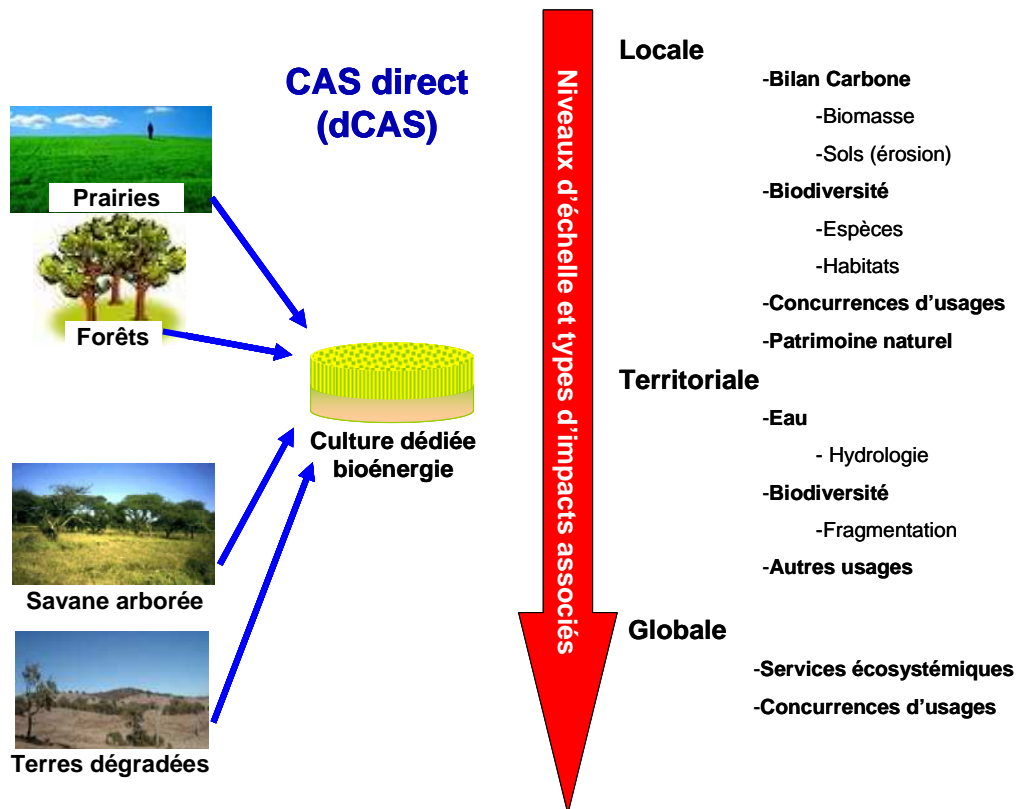 CAS direct
(dCAS)
Prairies
Forêts
Culture dédiée
bioénergie
Savane arborée
Terres dégradées
Niveaux d'échelle et types d'impacts associés
Locale
-Bilan Carbone
-Biomasse
-Sols (érosion)
-Biodiversité
-Espèces
-Habitats
-Concurrences d'usages
-Patrimoine naturel
Territoriale
-Eau
- Hydrologie
-Biodiversité
-Fragmentation
-Autres usages
Globale
-Services écosystémiques
-Concurrences d'usages